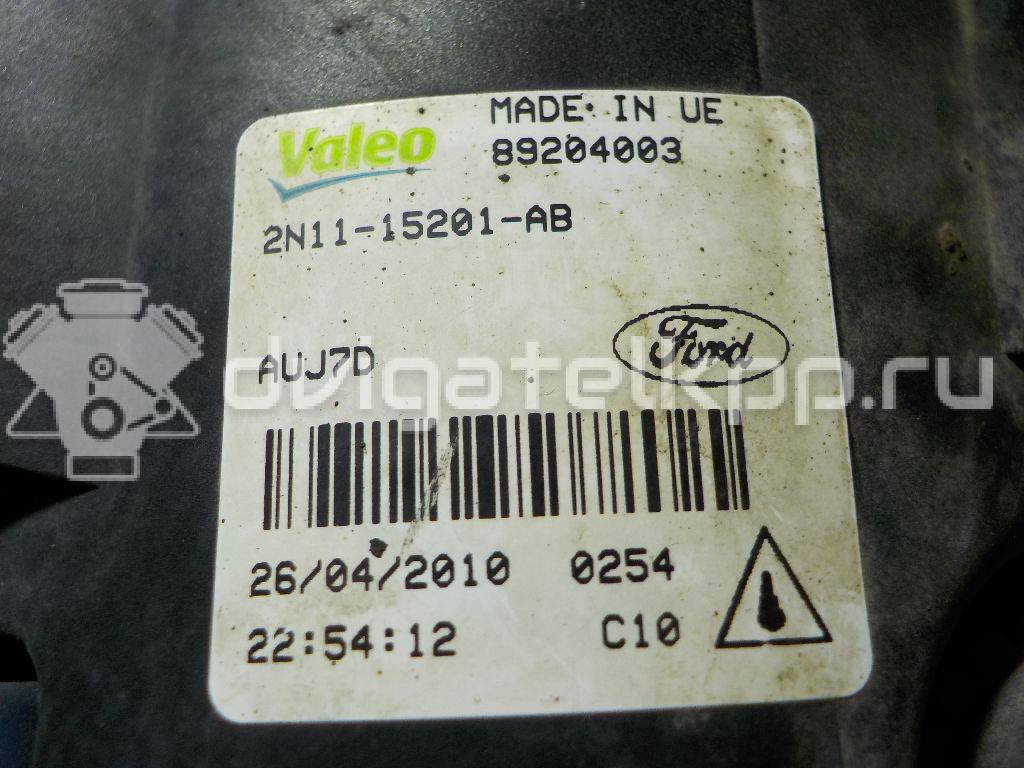 Valeo
MADE IN UE
89204003
2N11-15201-AB
AUJ7D
Ford
dvigatelkpp.ru
26/04/2010 0254
22:54:12 C10